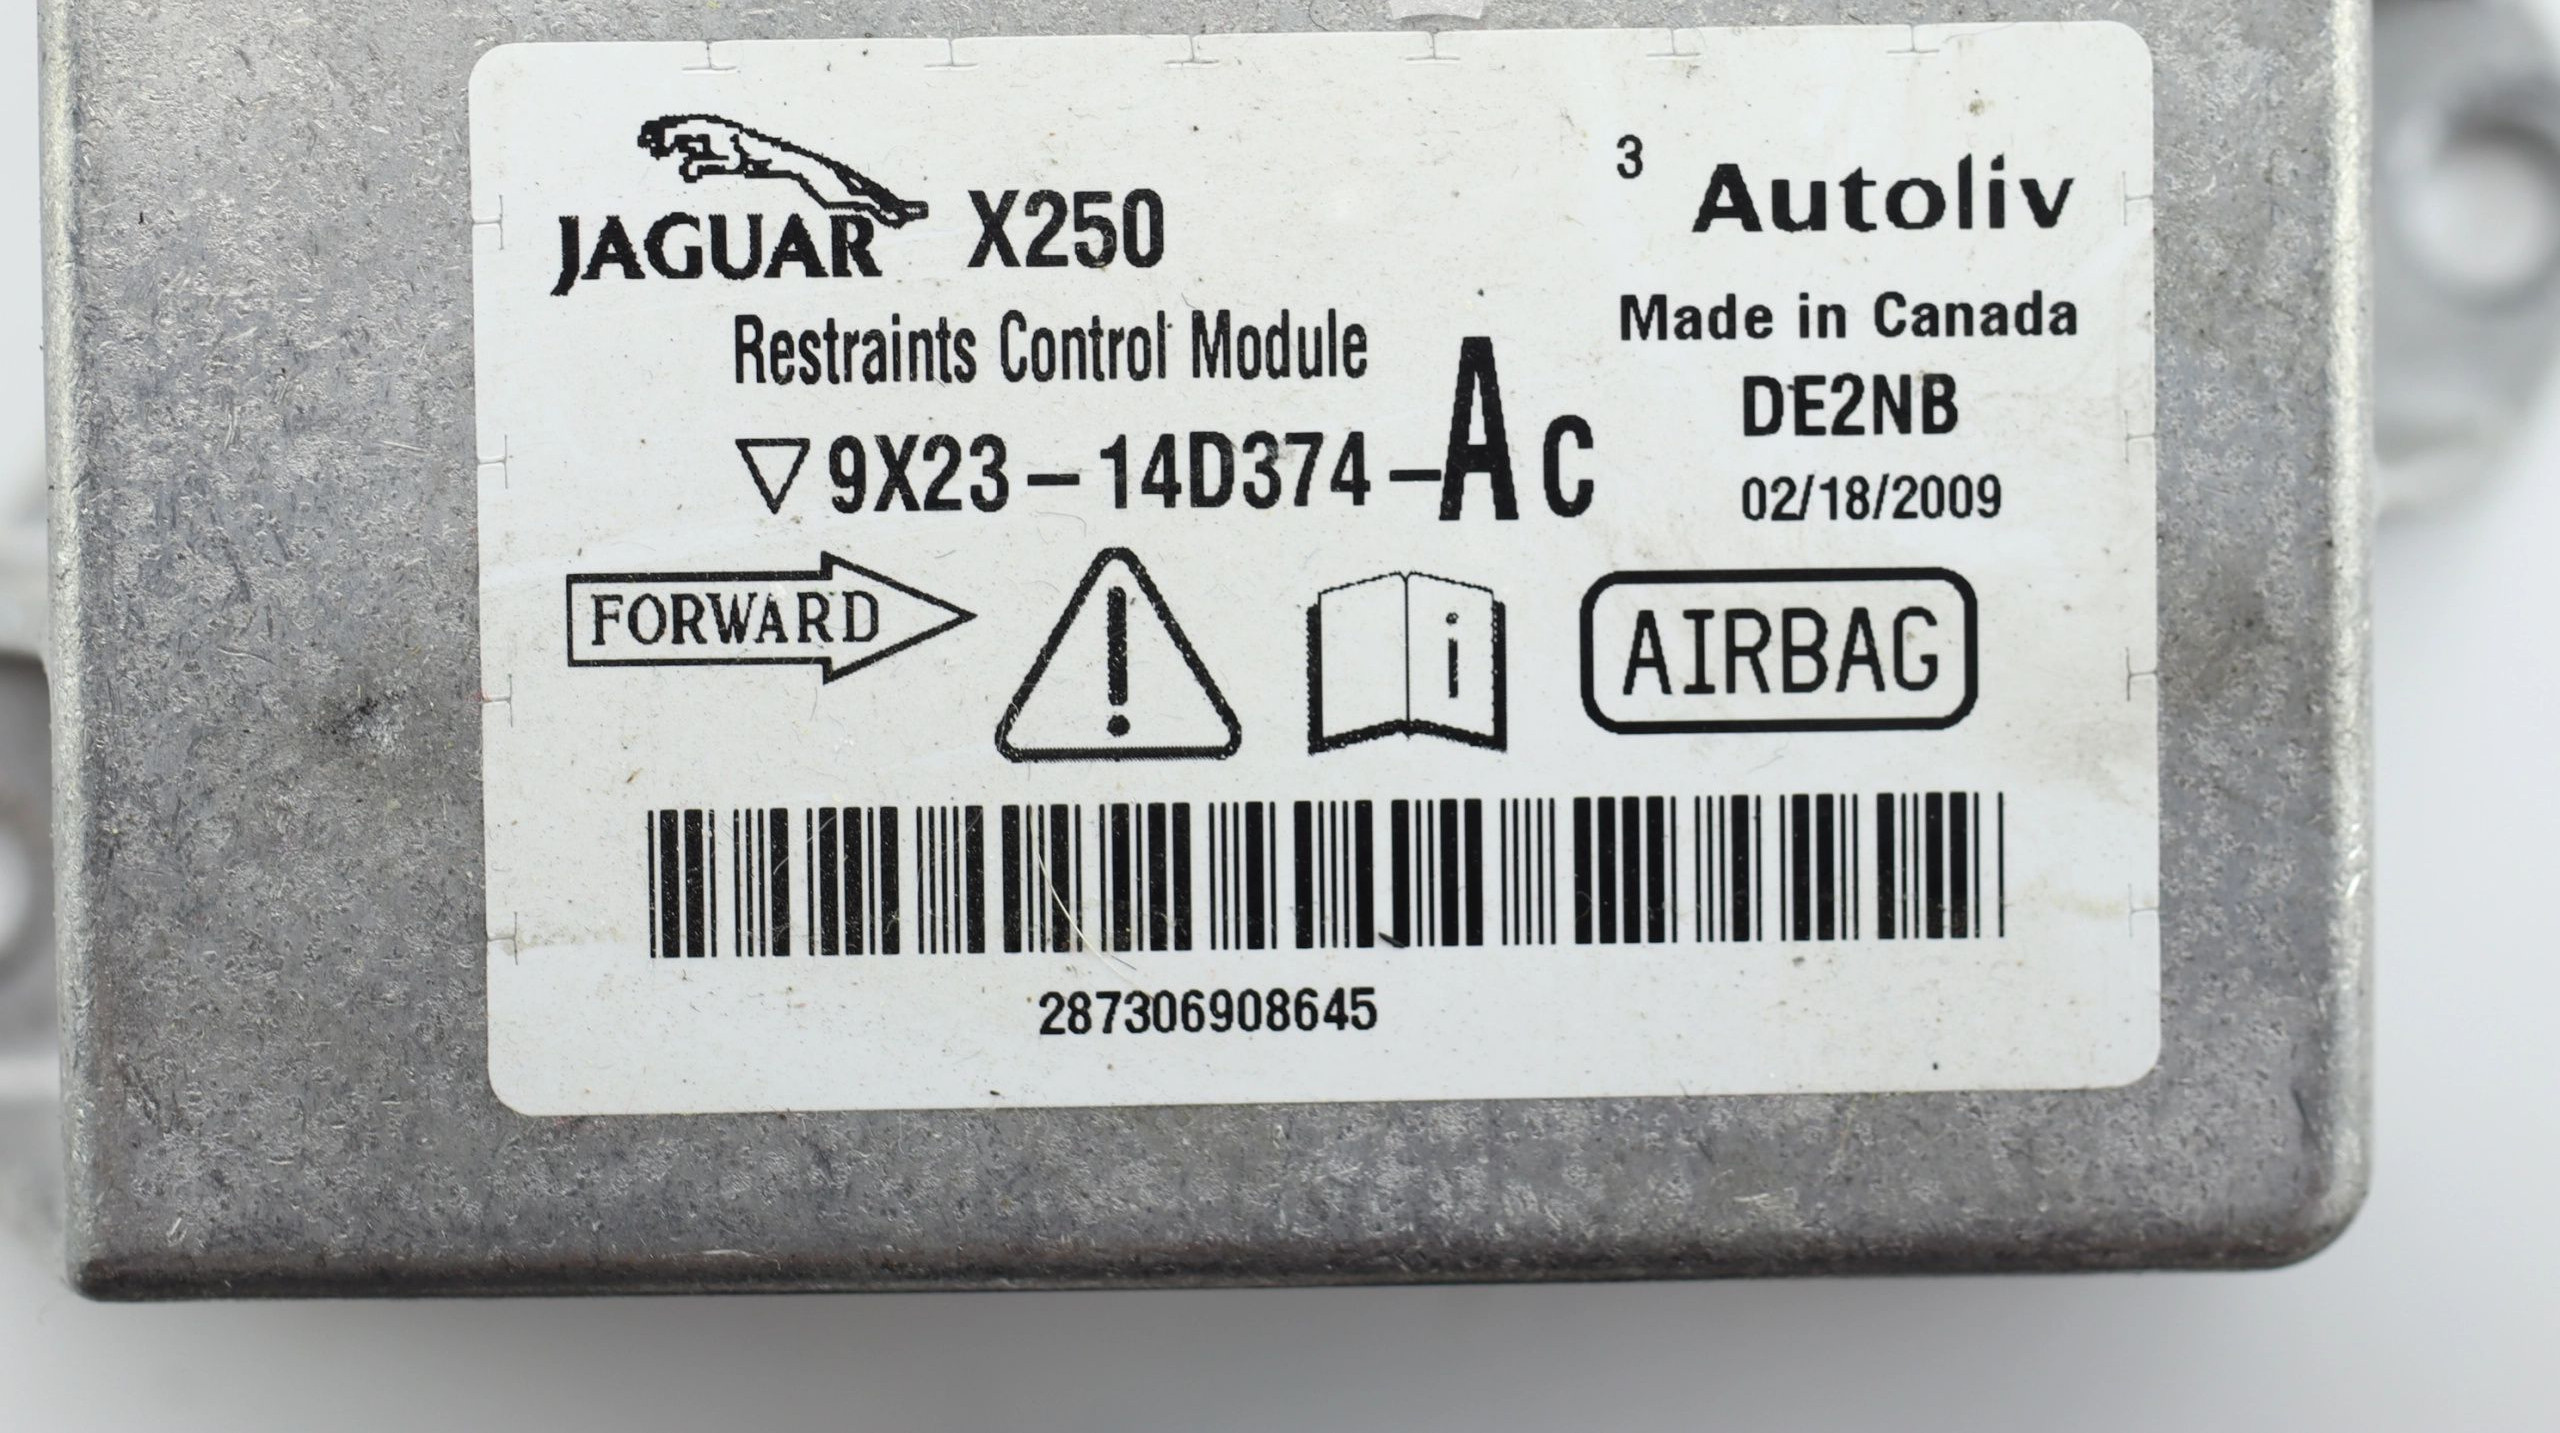 JAGUAR X250
Restraints Control Module
9X23-14D374-AC
3
Autoliv
Made in Canada
DE2NB
02/18/2009
FORWARD
!
i
AIRBAG
287306908645